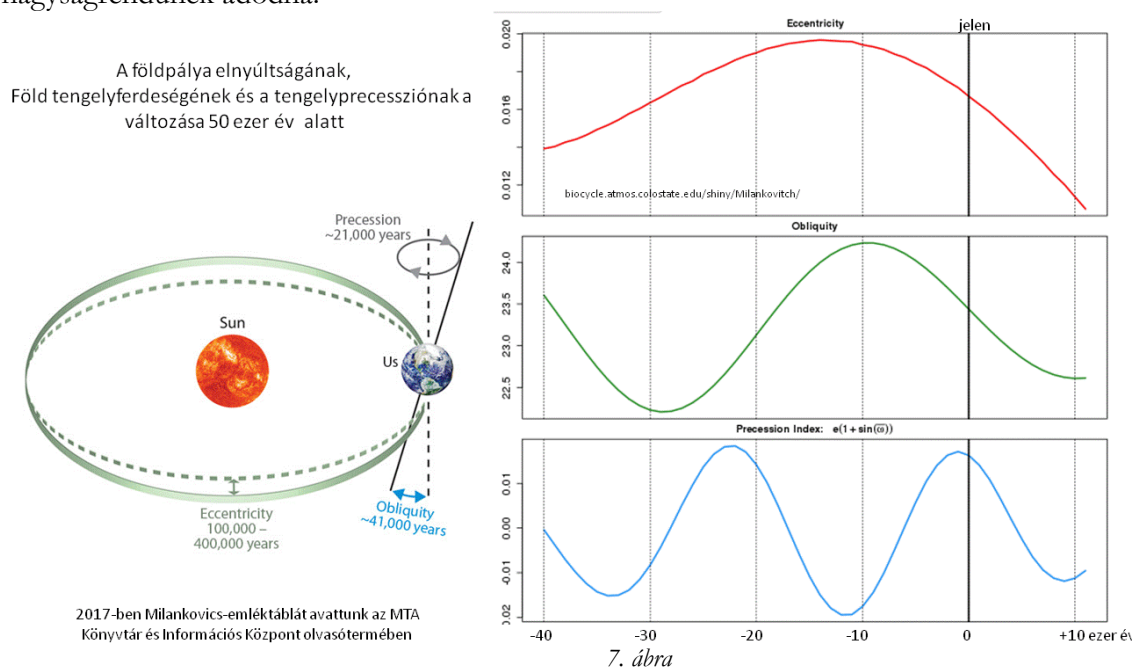 nagyságrendűnek adódna.
A földpálya elnyúltságának,
Föld tengelyferdeségének és a tengelyprecessziónak a
változása 50 ezer év alatt
Precession
~21,000 years
Sun
Us
Eccentricity
100,000 –
400,000 years
Obliquity
~41,000 years
2017-ben Milankovics-emléktáblát avattunk az MTA
Könyvtár és Információs Központ olvasótermében
Eccentricity
jelen
0.020
0.016
0.012
biocycle.atmos.colostate.edu/shiny/Milankovitch/
Obliquity
24.0
23.5
23.0
22.5
Precession Index: e(1+sin(ω̅))
0.01
0.00
-0.01
0.02
-40
-30
-20
-10
0
+10 ezer év
7. ábra